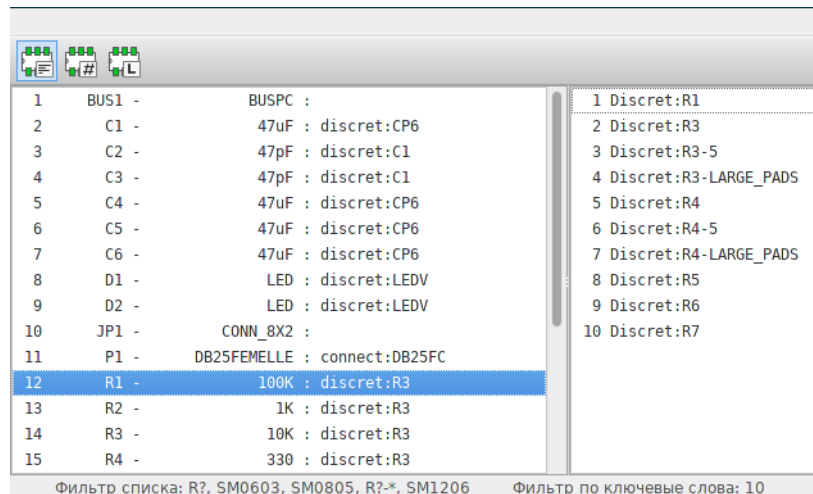 #
L
1 BUS1 - BUSPC :
2 C1 - 47uF : discret:CP6
3 C2 - 47pF : discret:C1
4 C3 - 47pF : discret:C1
5 C4 - 47uF : discret:CP6
6 C5 - 47uF : discret:CP6
7 C6 - 47uF : discret:CP6
8 D1 - LED : discret:LEDV
9 D2 - LED : discret:LEDV
10 JP1 - CONN_8X2 :
11 P1 - DB25FEMELLE : connect:DB25FC
12 R1 - 100K : discret:R3
13 R2 - 1K : discret:R3
14 R3 - 10K : discret:R3
15 R4 - 330 : discret:R3
1 Discret:R1
2 Discret:R3
3 Discret:R3-5
4 Discret:R3-LARGE_PADS
5 Discret:R4
6 Discret:R4-5
7 Discret:R4-LARGE_PADS
8 Discret:R5
9 Discret:R6
10 Discret:R7
Фильтр списка: R?, SM0603, SM0805, R?-*, SM1206 Фильтр по ключевые слова: 10